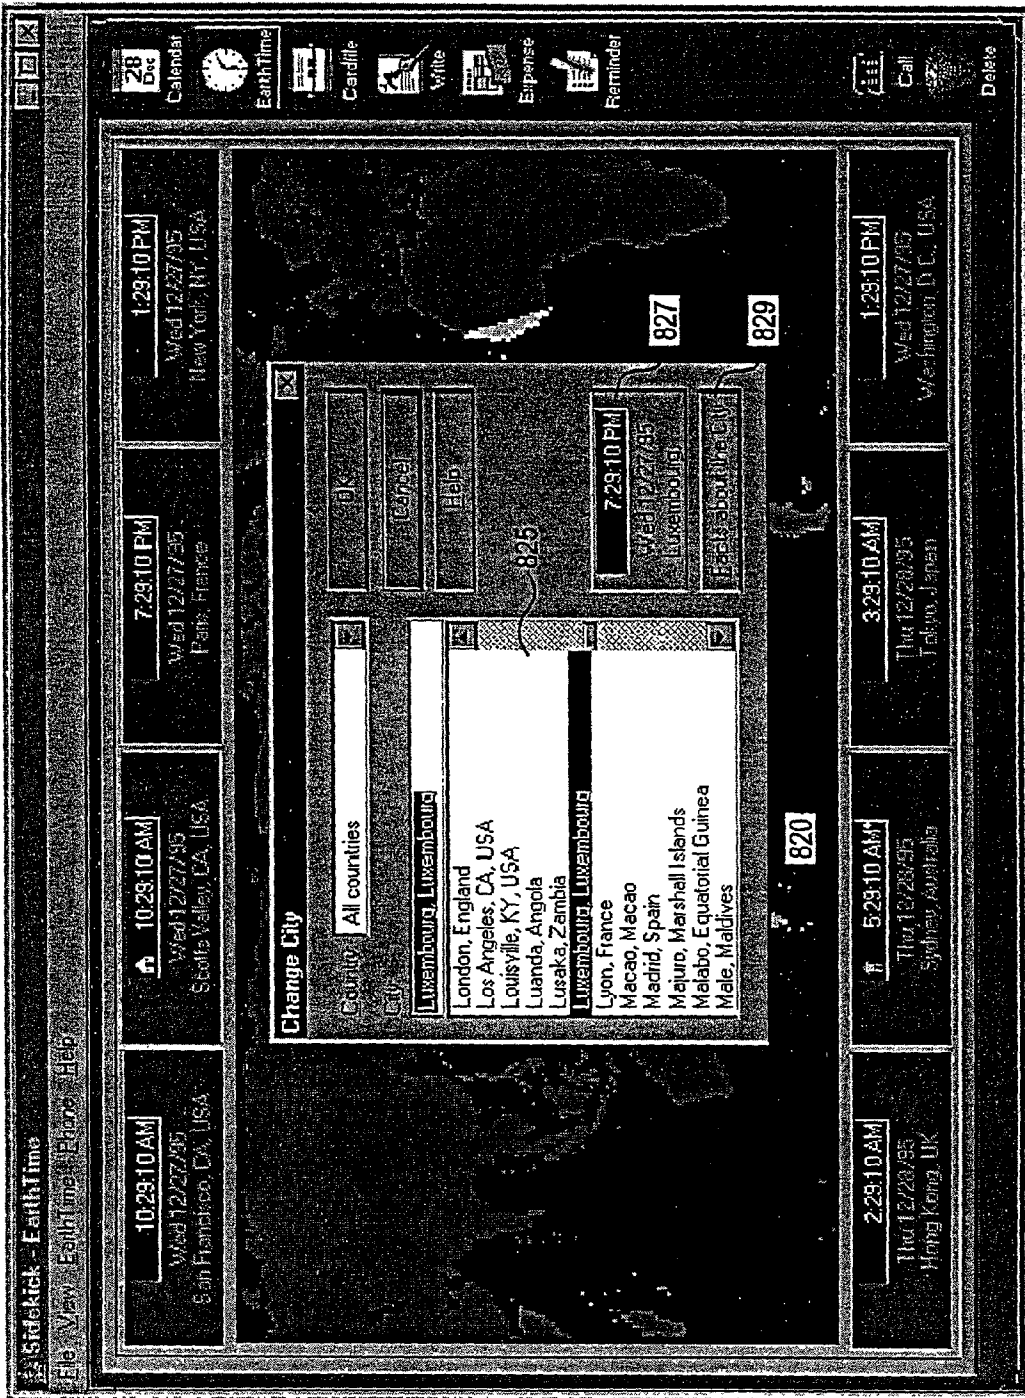 Sidekick - EarthTime
File View EarthTime Phone Help
10:29:10 AM
Wed 12/27/95
San Francisco, CA, USA
10:29:10 AM
Wed 12/27/95
Scotts Valley, CA, USA
7:29:10 PM
Wed 12/27/95
Paris, France
1:29:10 PM
Wed 12/27/95
New York, NY, USA
Change City
Country
All countries
City
Luxembourg, Luxembourg
London, England
Los Angeles, CA, USA
Louisville, KY, USA
Luanda, Angola
Lusaka, Zambia
Luxembourg, Luxembourg
Lyon, France
Macao, Macao
Madrid, Spain
Majuro, Marshall Islands
Malabo, Equatorial Guinea
Male, Maldives
OK
Cancel
Help
825
7:29:10 PM
Wed 12/27/95
Luxembourg
Facts about the City
827
829
820
2:29:10 AM
Thu 12/28/95
Hong Kong, UK
5:29:10 AM
Thu 12/28/95
Sydney, Australia
3:29:10 AM
Thu 12/28/95
Tokyo, Japan
1:29:10 PM
Wed 12/27/95
Washington, D.C., USA
28
Dec
Calendar
EarthTime
Cardfile
Write
Expense
Reminder
Call
Delete